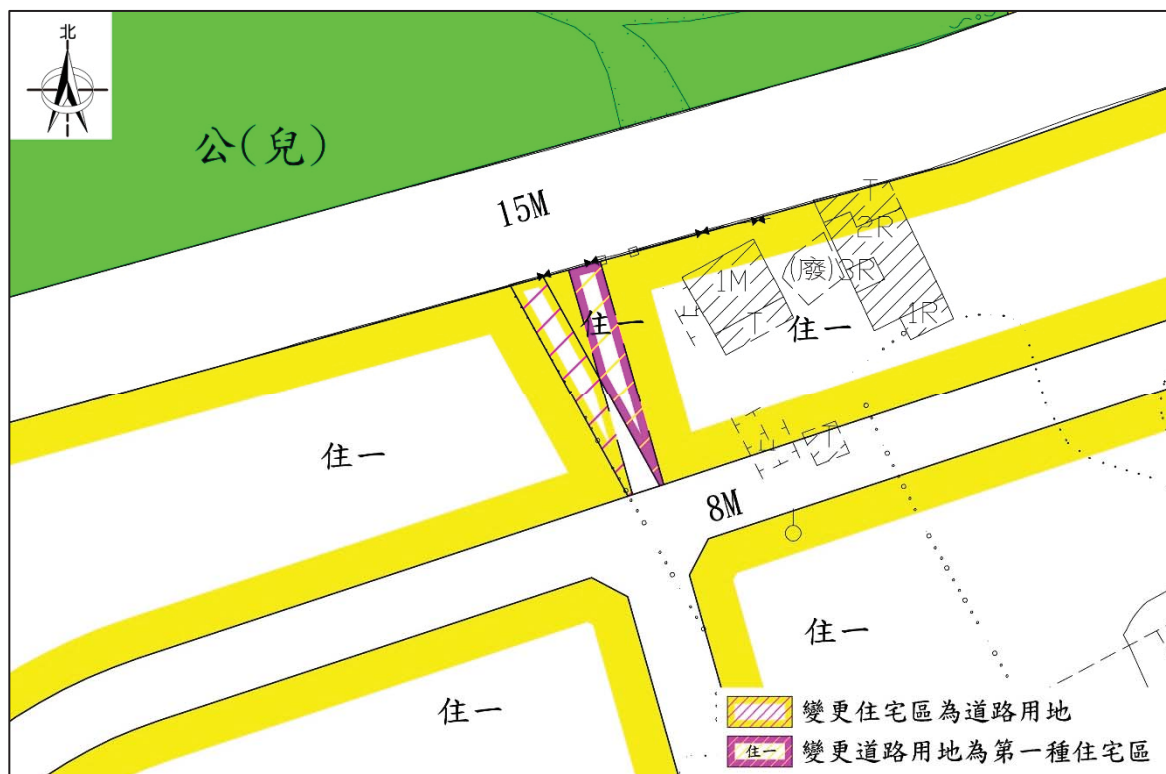 北
公(兒)
15M
T
2R
(廢)3R
1M
T
1R
住一
住一
住一
T
8M
住一
住一
變更住宅區為道路用地
住一 變更道路用地為第一種住宅區